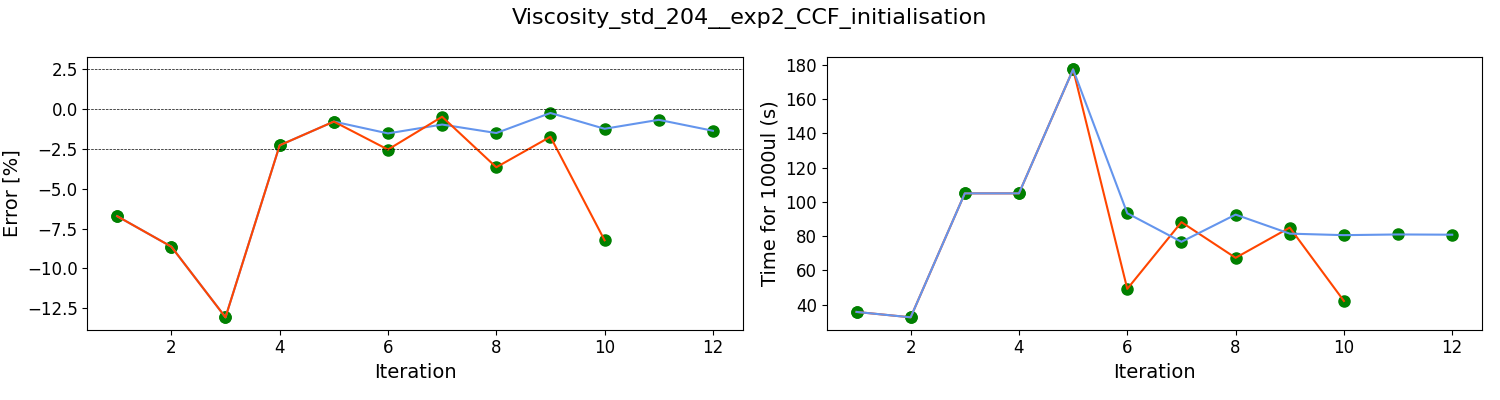 Viscosity_std_204__exp2_CCF_initialisation
Error [%]
2.5
0.0
−2.5
−5.0
−7.5
−10.0
−12.5
2 4 6 8 10 12
Iteration
Time for 1000ul (s)
180
160
140
120
100
80
60
40
2 4 6 8 10 12
Iteration